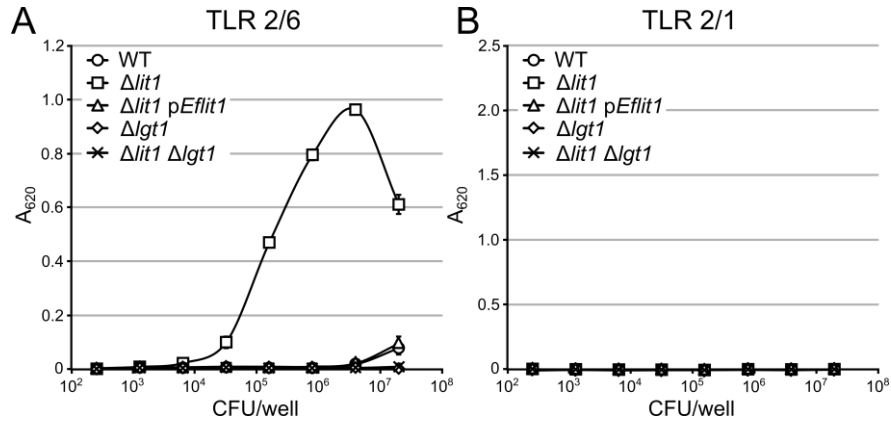 A TLR 2/6
1.2
1.0
0.8
0.6
0.4
0.2
0
A₆₂₀
WT
Δlit1
Δlit1 pEflit1
Δlgt1
Δlit1 Δlgt1
10² 10³ 10⁴ 10⁵ 10⁶ 10⁷ 10⁸
CFU/well
B TLR 2/1
2.5
2.0
1.5
1.0
0.5
0
A₆₂₀
WT
Δlit1
Δlit1 pEflit1
Δlgt1
Δlit1 Δlgt1
10² 10³ 10⁴ 10⁵ 10⁶ 10⁷ 10⁸
CFU/well